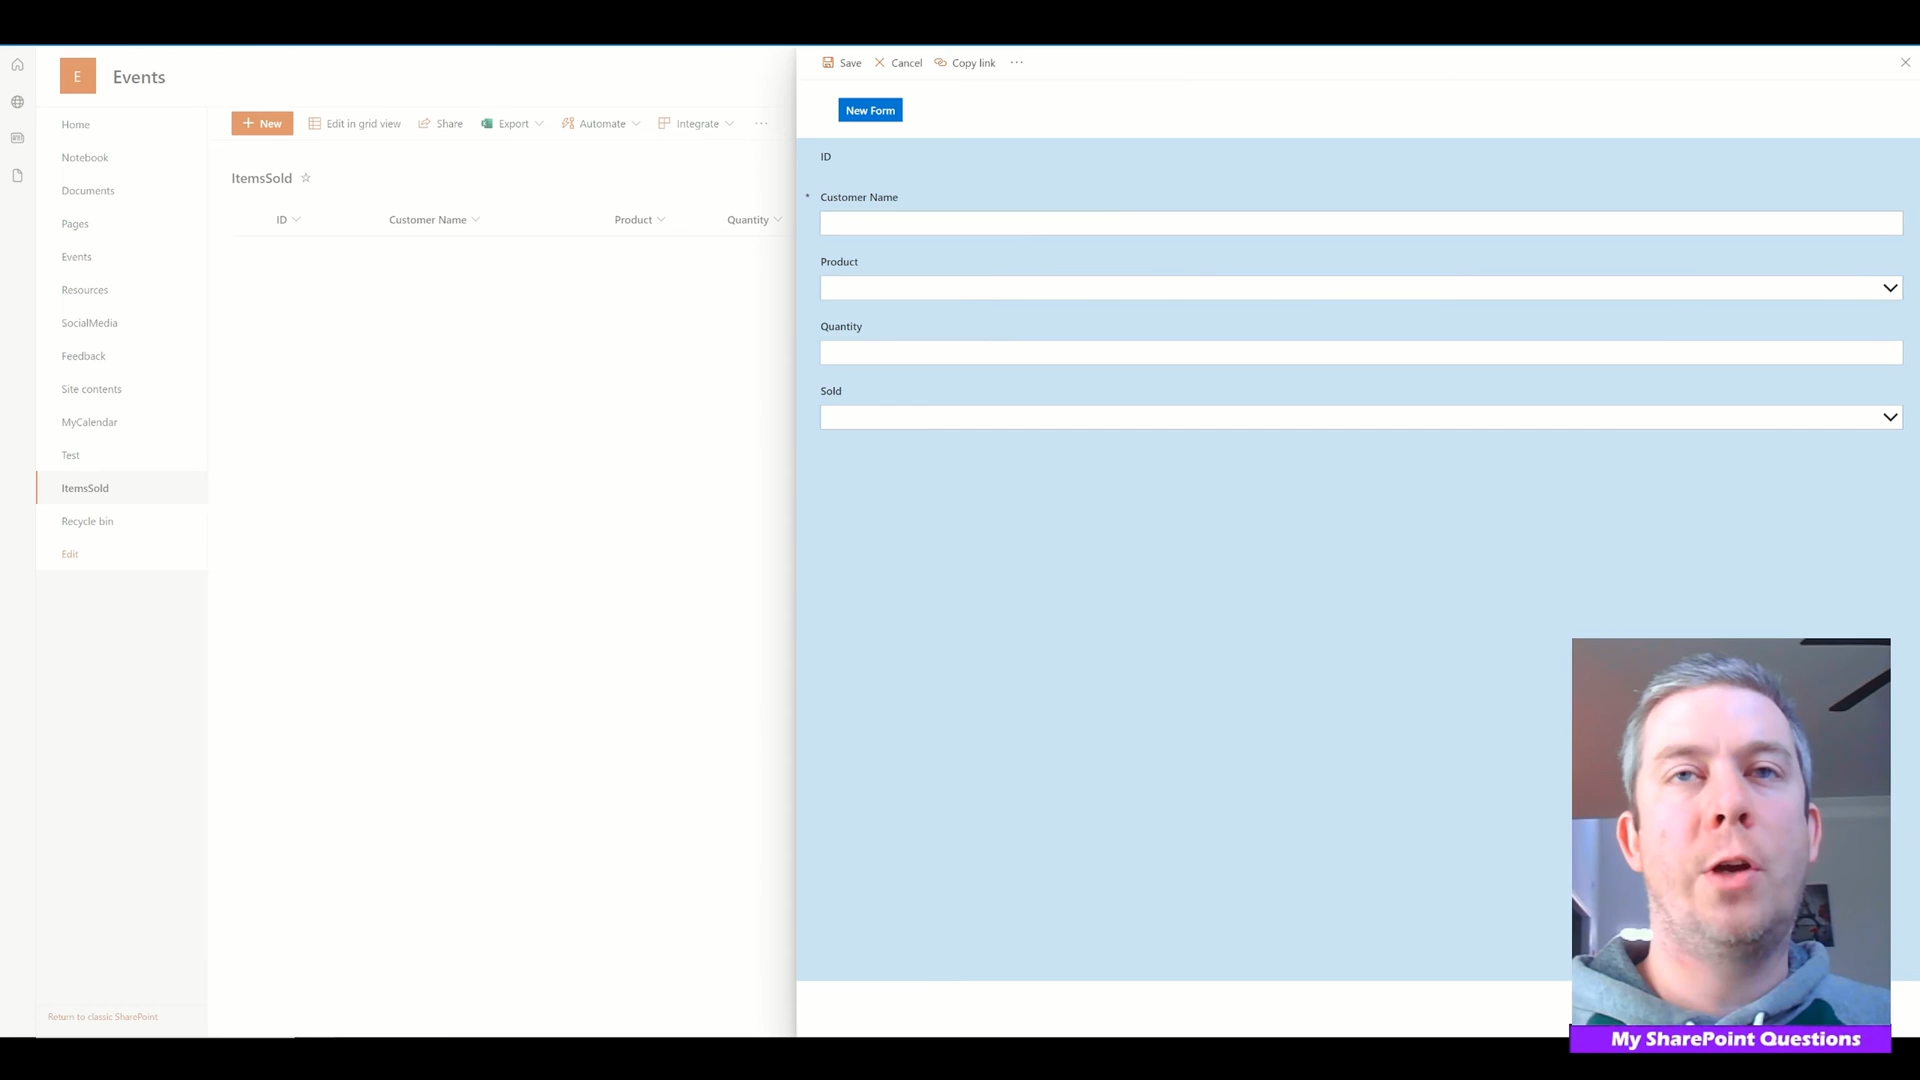 E
Events
Home
Notebook
Documents
Pages
Events
Resources
SocialMedia
Feedback
Site contents
MyCalendar
Test
ItemsSold
Recycle bin
Edit
Return to classic SharePoint
+ New Edit in grid view Share Export Automate Integrate ...
ItemsSold
ID Customer Name Product Quantity
Save Cancel Copy link ...
New Form
ID
* Customer Name
Product
Quantity
Sold
My SharePoint Questions